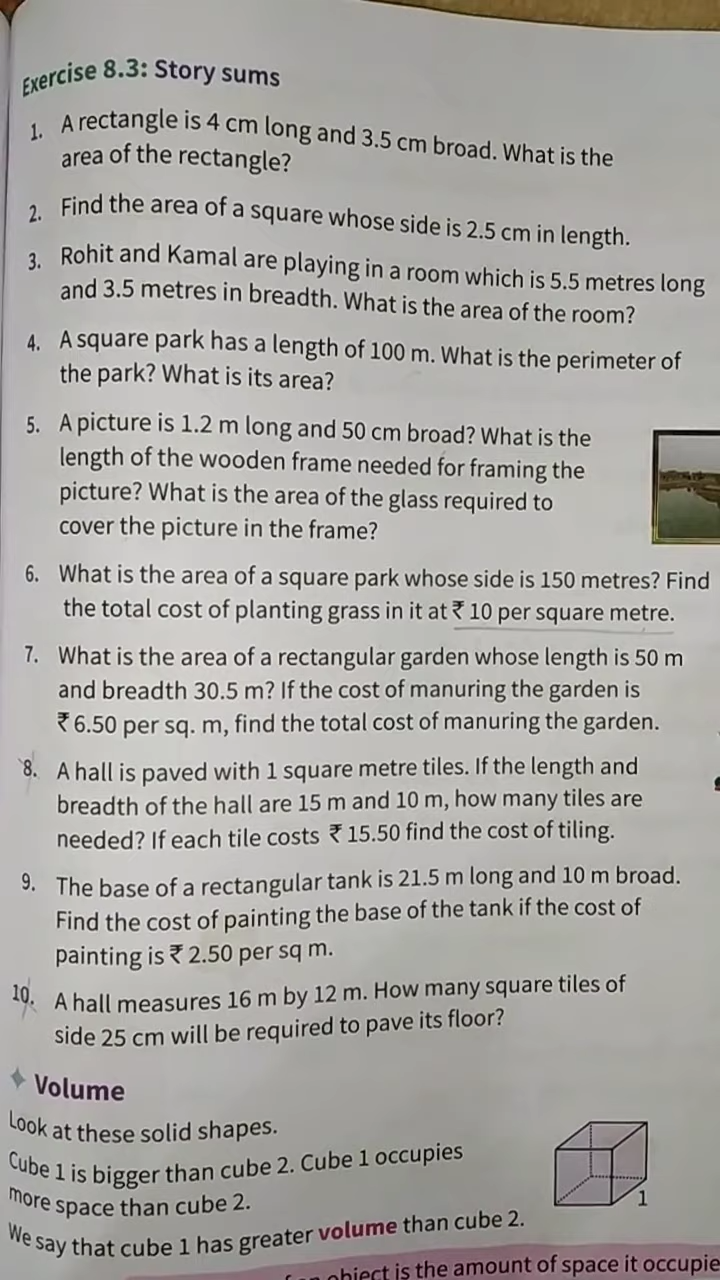 Exercise 8.3: Story sums
1. A rectangle is 4 cm long and 3.5 cm broad. What is the
area of the rectangle?
2. Find the area of a square whose side is 2.5 cm in length.
3. Rohit and Kamal are playing in a room which is 5.5 metres long
and 3.5 metres in breadth. What is the area of the room?
4. A square park has a length of 100 m. What is the perimeter of
the park? What is its area?
5. A picture is 1.2 m long and 50 cm broad? What is the
length of the wooden frame needed for framing the
picture? What is the area of the glass required to
cover the picture in the frame?
6. What is the area of a square park whose side is 150 metres? Find
the total cost of planting grass in it at ₹ 10 per square metre.
7. What is the area of a rectangular garden whose length is 50 m
and breadth 30.5 m? If the cost of manuring the garden is
₹ 6.50 per sq. m, find the total cost of manuring the garden.
8. A hall is paved with 1 square metre tiles. If the length and
breadth of the hall are 15 m and 10 m, how many tiles are
needed? If each tile costs ₹ 15.50 find the cost of tiling.
9. The base of a rectangular tank is 21.5 m long and 10 m broad.
Find the cost of painting the base of the tank if the cost of
painting is ₹ 2.50 per sq m.
10. A hall measures 16 m by 12 m. How many square tiles of
side 25 cm will be required to pave its floor?
Volume
Look at these solid shapes.
Cube 1 is bigger than cube 2. Cube 1 occupies
more space than cube 2.
1
We say that cube 1 has greater volume than cube 2.
object is the amount of space it